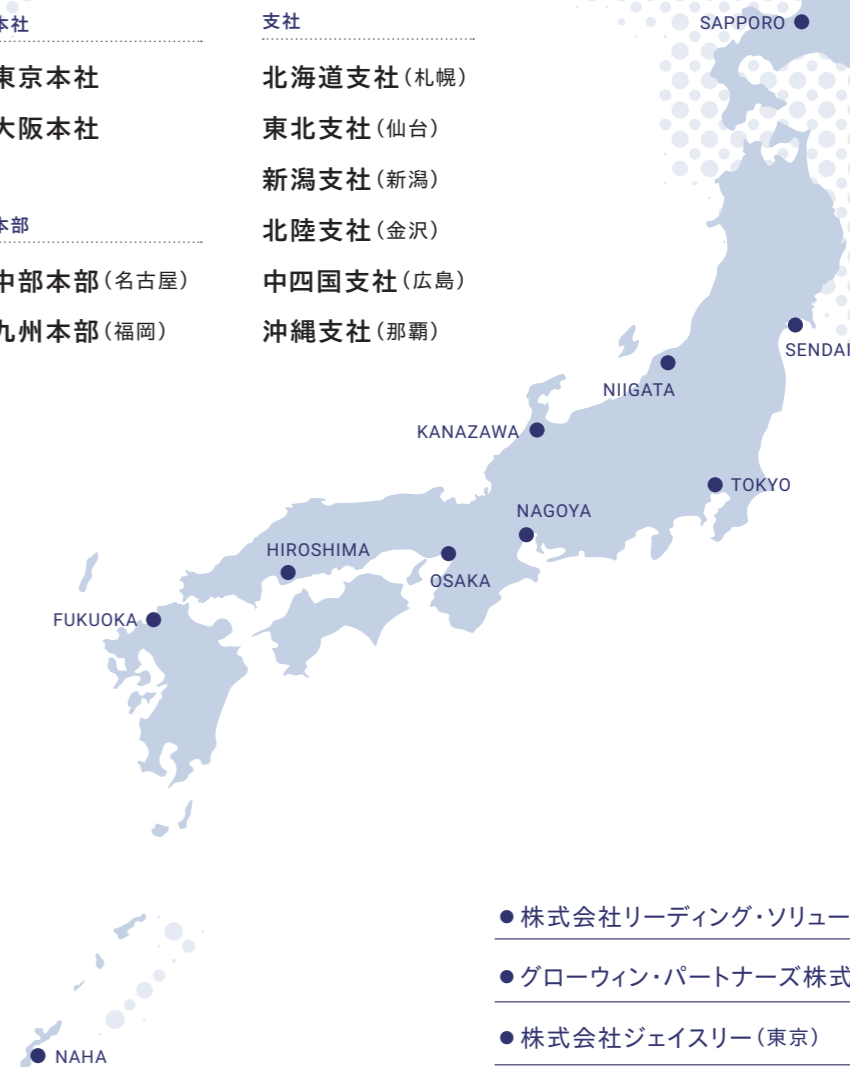 本社
東京本社
大阪本社
本部
中部本部(名古屋)
九州本部(福岡)
支社
北海道支社(札幌)
東北支社(仙台)
新潟支社(新潟)
北陸支社(金沢)
中四国支社(広島)
沖縄支社(那覇)
SAPPORO
SENDAI
NIIGATA
KANAZAWA
TOKYO
NAGOYA
HIROSHIMA
OSAKA
FUKUOKA
NAHA
●株式会社リーディング・ソリュー
●グローウィン・パートナーズ株式
●株式会社ジェイスリー(東京)